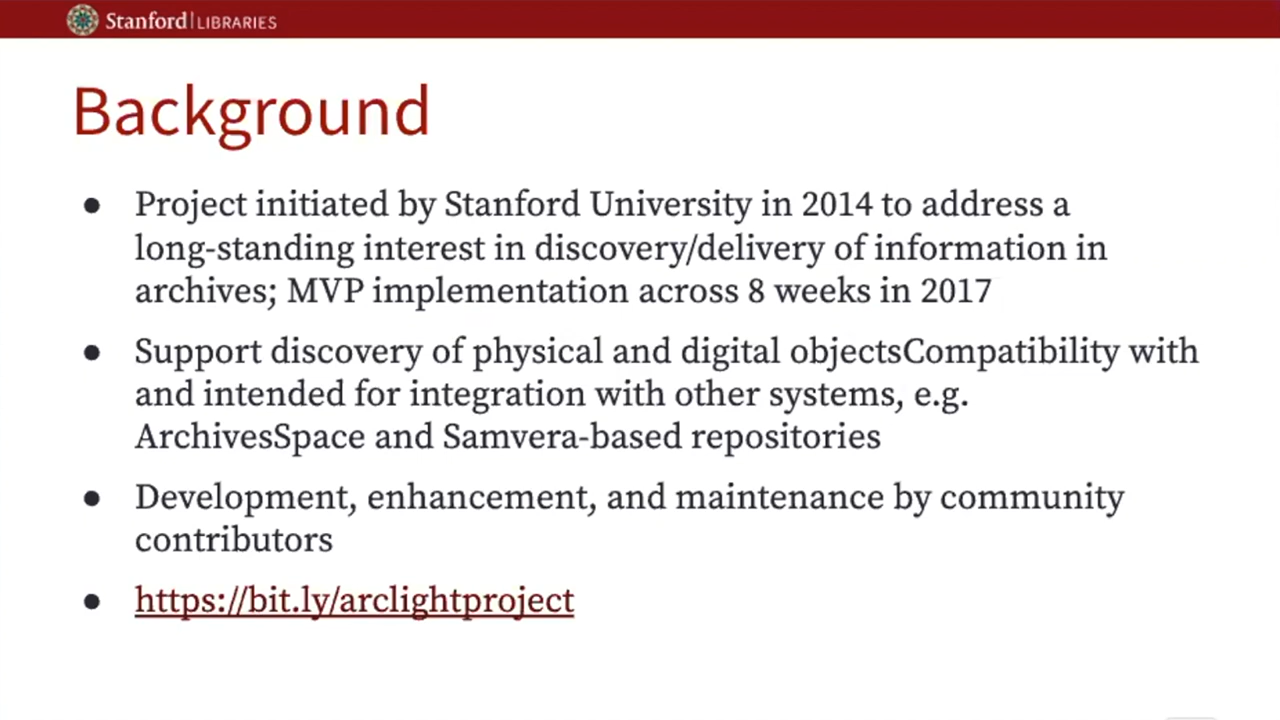 Stanford | LIBRARIES
Background
● Project initiated by Stanford University in 2014 to address a
long-standing interest in discovery/delivery of information in
archives; MVP implementation across 8 weeks in 2017
● Support discovery of physical and digital objectsCompatibility with
and intended for integration with other systems, e.g.
ArchivesSpace and Samvera-based repositories
● Development, enhancement, and maintenance by community
contributors
● https://bit.ly/arclightproject